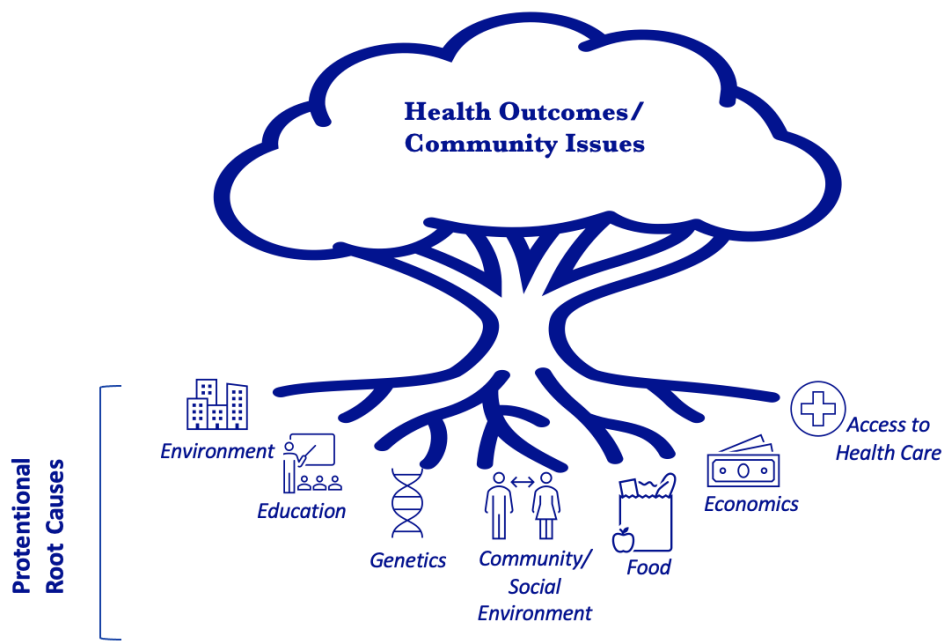 Health Outcomes/
Community Issues
Environment
Education
Genetics
Community/
Social
Environment
Food
Economics
Access to
Health Care
Protentional
Root Causes